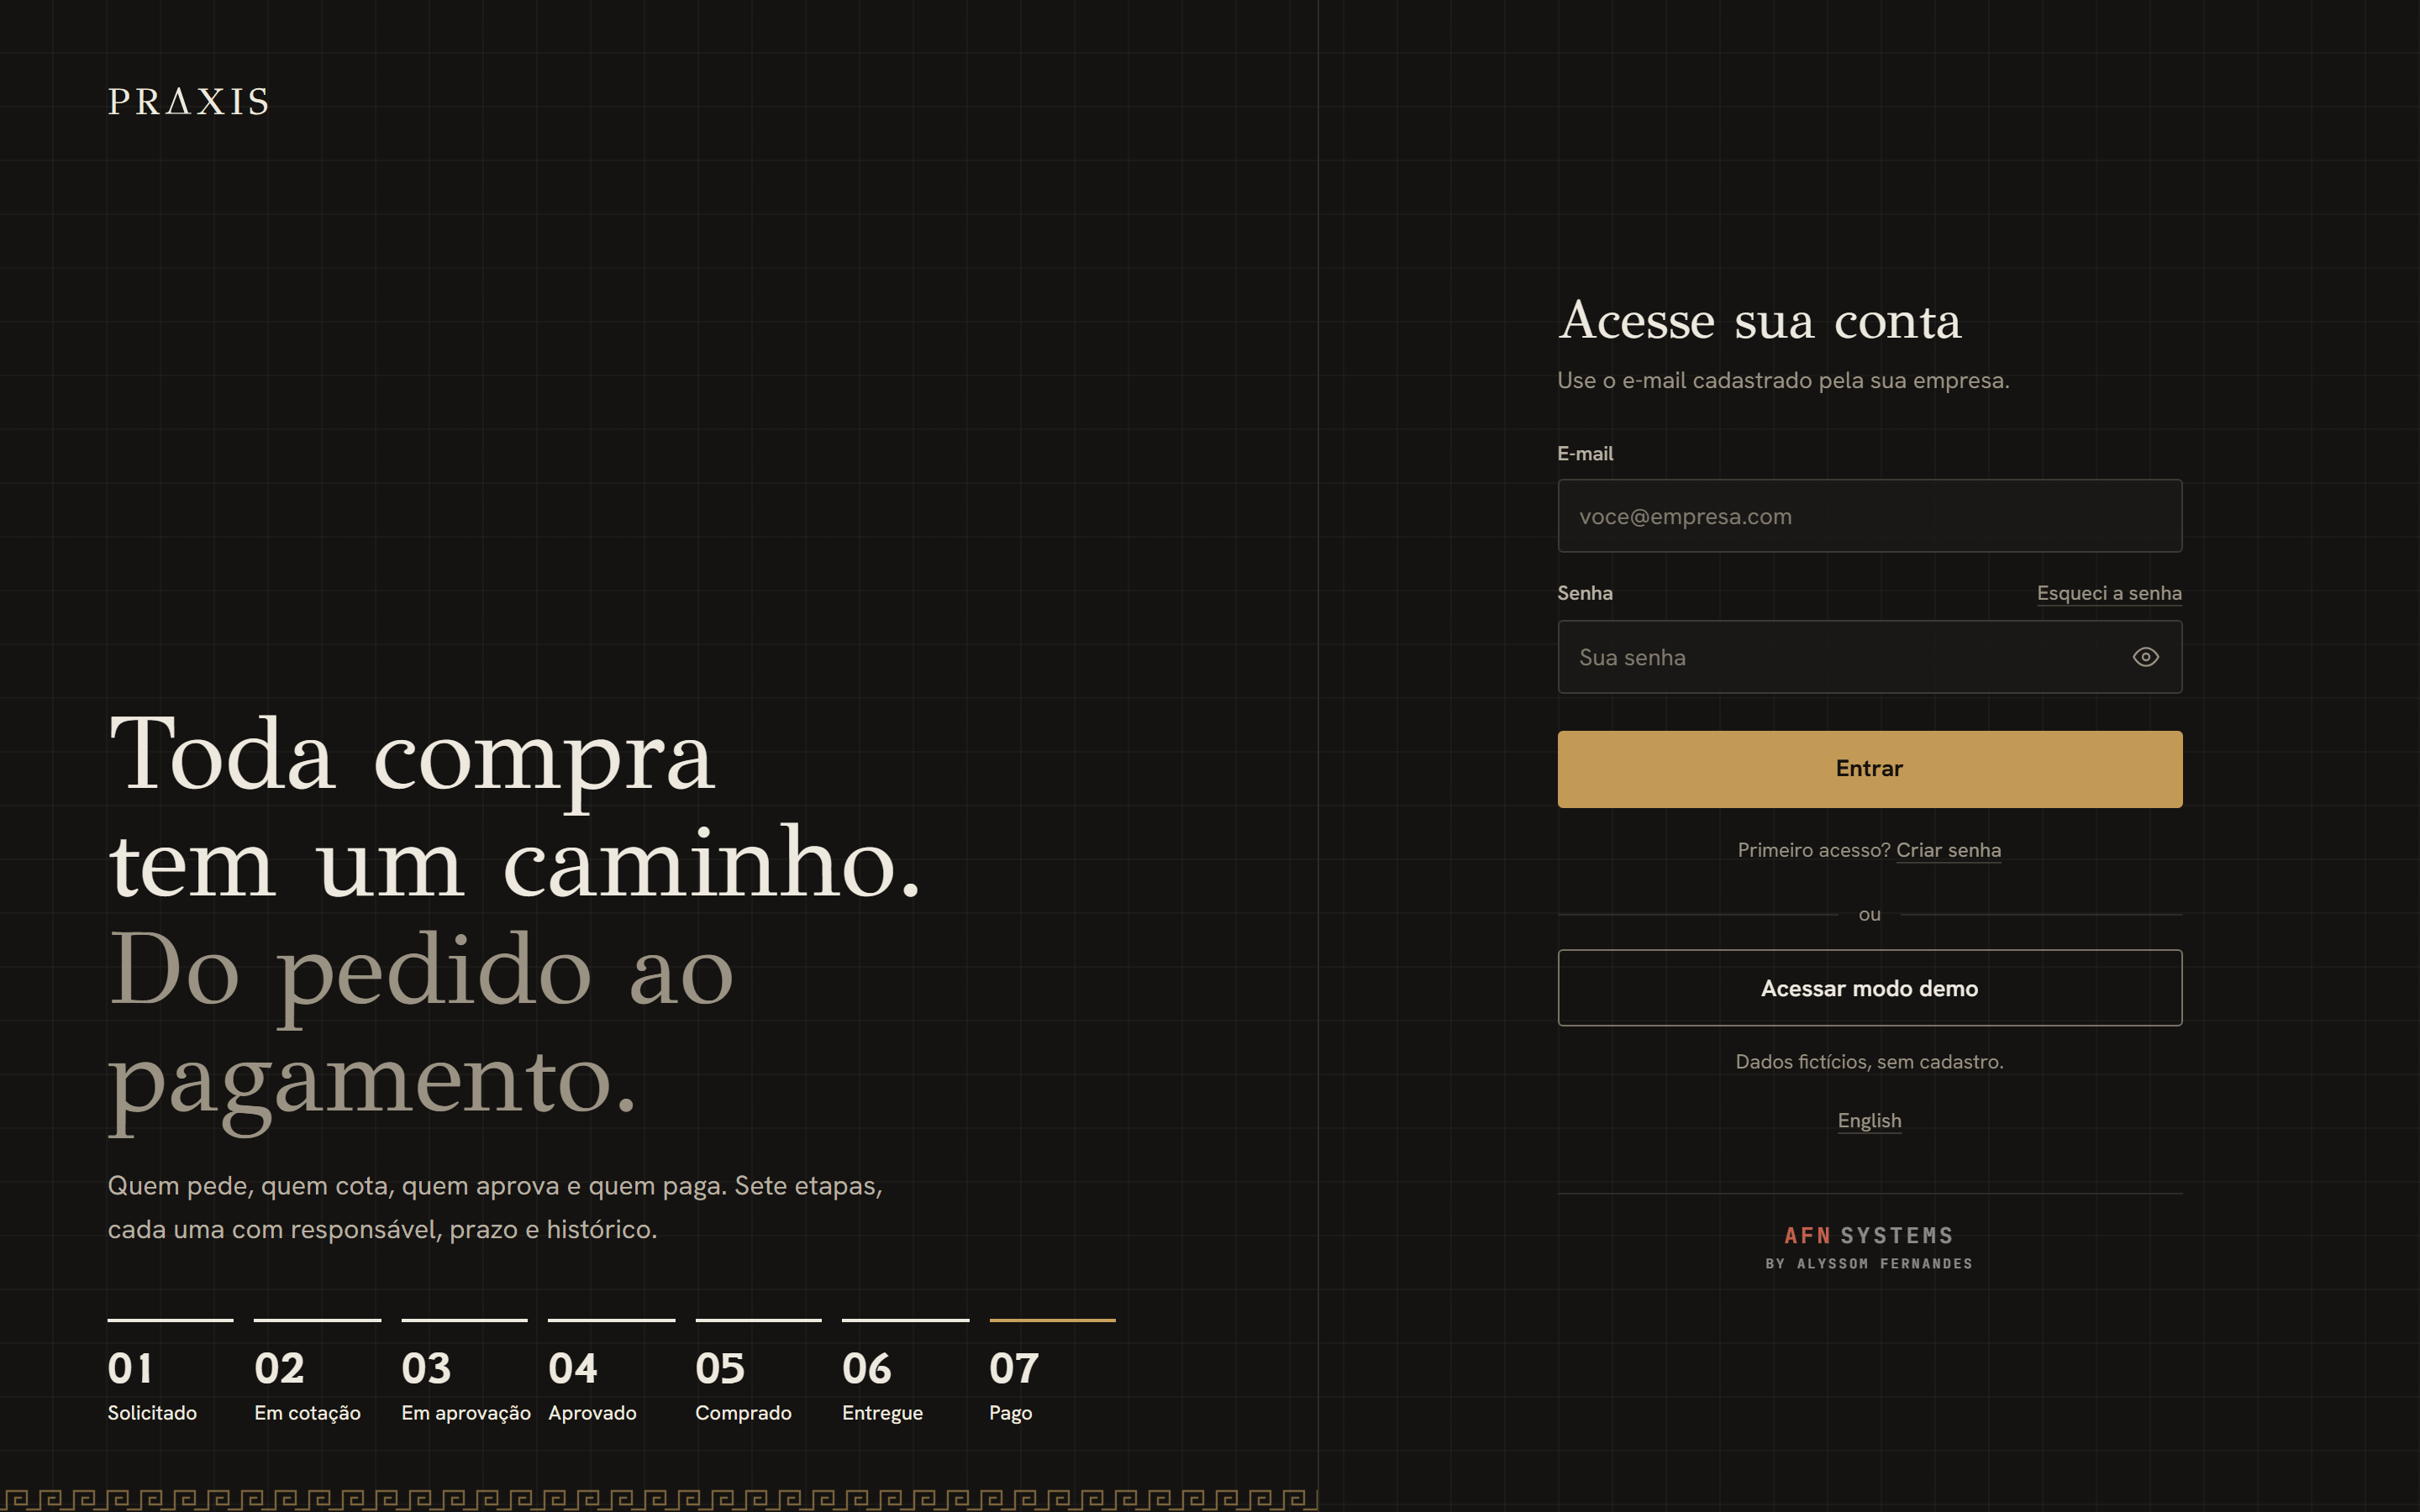 PRΔXIS
Toda compra
tem um caminho.
Do pedido ao
pagamento.
Quem pede, quem cota, quem aprova e quem paga. Sete etapas,
cada uma com responsável, prazo e histórico.
01
Solicitado
02
Em cotação
03
Em aprovação
04
Aprovado
05
Comprado
06
Entregue
07
Pago
Acesse sua conta
Use o e-mail cadastrado pela sua empresa.
E-mail
voce@empresa.com
Senha
Esqueci a senha
Sua senha
Entrar
Primeiro acesso? Criar senha
ou
Acessar modo demo
Dados fictícios, sem cadastro.
English
AFN SYSTEMS
BY ALYSSOM FERNANDES